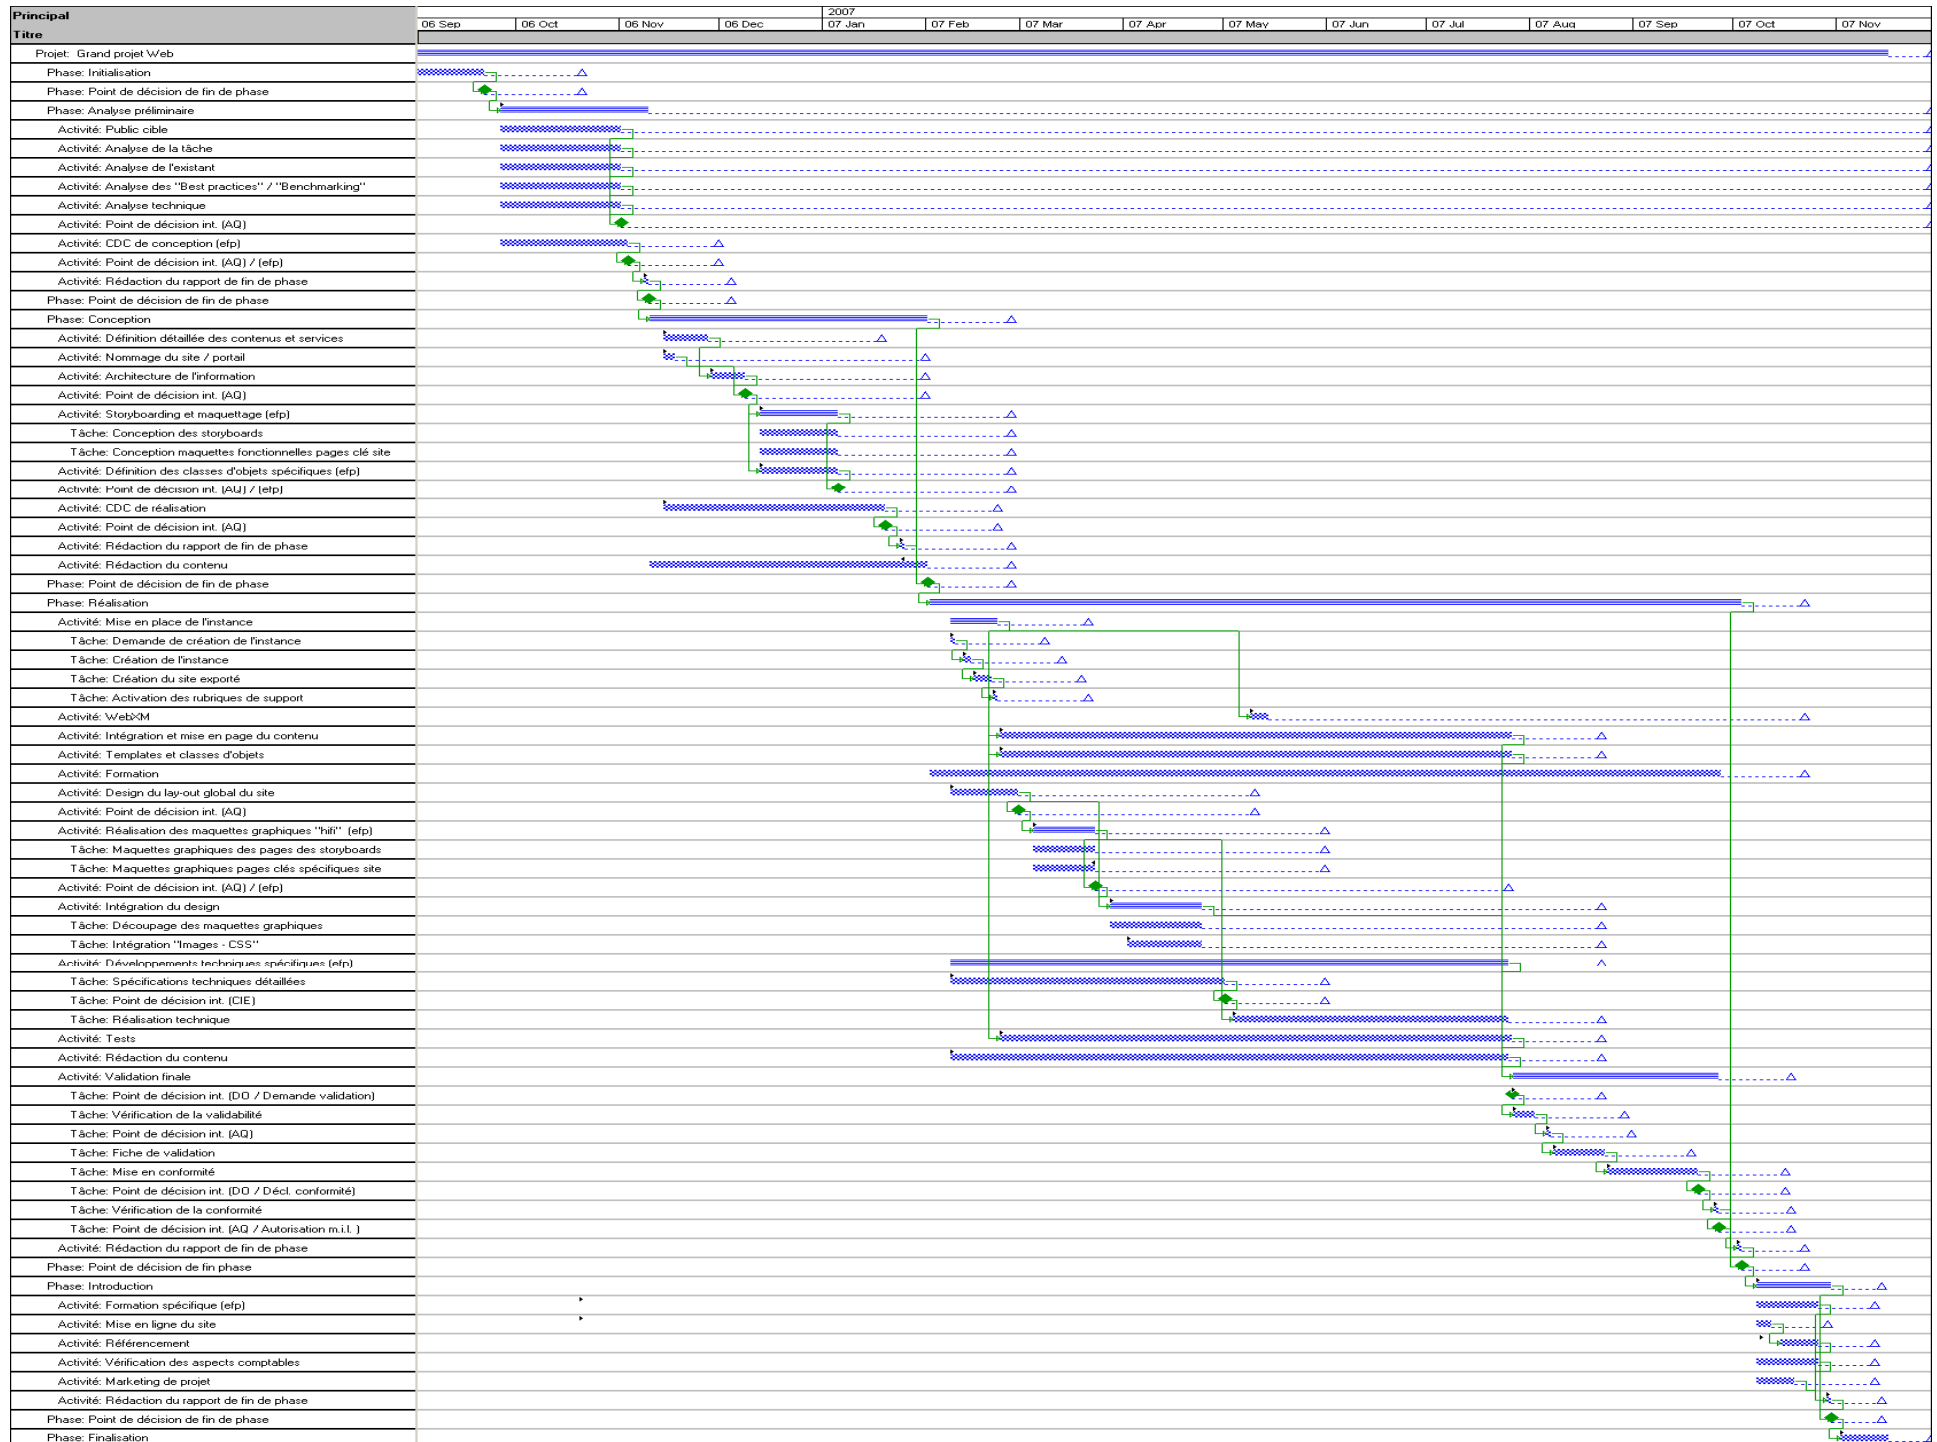 Principal
2007
06 Sep 06 Oct 06 Nov 06 Dec 07 Jan 07 Feb 07 Mar 07 Apr 07 May 07 Jun 07 Jul 07 Aug 07 Sep 07 Oct 07 Nov
Titre
Projet: Grand projet Web
Phase: Initialisation
Phase: Point de décision de fin de phase
Phase: Analyse préliminaire
Activité: Public cible
Activité: Analyse de la tâche
Activité: Analyse de l'existant
Activité: Analyse des "Best practices" / "Benchmarking"
Activité: Analyse technique
Activité: Point de décision int. (AQ)
Activité: CDC de conception (efp)
Activité: Point de décision int. (AQ) / (efp)
Activité: Rédaction du rapport de fin de phase
Phase: Point de décision de fin de phase
Phase: Conception
Activité: Définition détaillée des contenus et services
Activité: Nommage du site / portail
Activité: Architecture de l'information
Activité: Point de décision int. (AQ)
Activité: Storyboarding et maquettage (efp)
Tâche: Conception des storyboards
Tâche: Conception maquettes fonctionnelles pages clé site
Activité: Définition des classes d'objets spécifiques (efp)
Activité: Point de décision int. (AQ) / (efp)
Activité: CDC de réalisation
Activité: Point de décision int. (AQ)
Activité: Rédaction du rapport de fin de phase
Activité: Rédaction du contenu
Phase: Point de décision de fin de phase
Phase: Réalisation
Activité: Mise en place de l'instance
Tâche: Demande de création de l'instance
Tâche: Création de l'instance
Tâche: Création du site exporté
Tâche: Activation des rubriques de support
Activité: WebXM
Activité: Intégration et mise en page du contenu
Activité: Templates et classes d'objets
Activité: Formation
Activité: Design du lay-out global du site
Activité: Point de décision int. (AQ)
Activité: Réalisation des maquettes graphiques "hifi" (efp)
Tâche: Maquettes graphiques des pages des storyboards
Tâche: Maquettes graphiques pages clés spécifiques site
Activité: Point de décision int. (AQ) / (efp)
Activité: Intégration du design
Tâche: Découpage des maquettes graphiques
Tâche: Intégration "Images - CSS"
Activité: Développements techniques spécifiques (efp)
Tâche: Spécifications techniques détaillées
Tâche: Point de décision int. (CIE)
Tâche: Réalisation technique
Activité: Tests
Activité: Rédaction du contenu
Activité: Validation finale
Tâche: Point de décision int. (DO / Demande validation)
Tâche: Vérification de la validabilité
Tâche: Point de décision int. (AQ)
Tâche: Fiche de validation
Tâche: Mise en conformité
Tâche: Point de décision int. (DO / Décl. conformité)
Tâche: Vérification de la conformité
Tâche: Point de décision int. (AQ / Autorisation m.i.l. )
Activité: Rédaction du rapport de fin de phase
Phase: Point de décision de fin phase
Phase: Introduction
Activité: Formation spécifique (efp)
Activité: Mise en ligne du site
Activité: Référencement
Activité: Vérification des aspects comptables
Activité: Marketing de projet
Activité: Rédaction du rapport de fin de phase
Phase: Point de décision de fin de phase
Phase: Finalisation